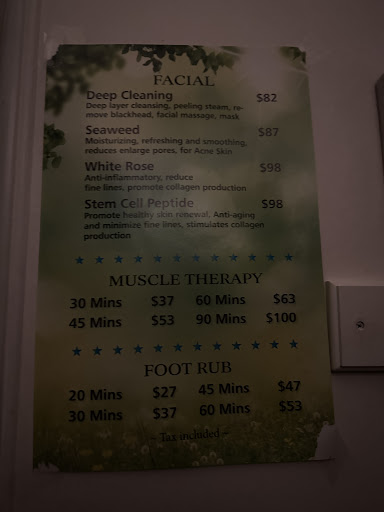 FACIAL
Deep Cleaning $82
Deep layer cleansing, peeling steam, re-
move blackhead, facial massage, mask
Seaweed $87
Moisturizing, refreshing and smoothing,
reduces enlarge pores, for Acne Skin
White Rose $98
Anti-inflammatory, reduce
fine lines, promote collagen production
Stem Cell Peptide $98
Promote healthy skin renewal, Anti-aging
and minimize fine lines, stimulates collagen
production
MUSCLE THERAPY
30 Mins $37 60 Mins $63
45 Mins $53 90 Mins $100
FOOT RUB
20 Mins $27 45 Mins $47
30 Mins $37 60 Mins $53
~ Tax included ~